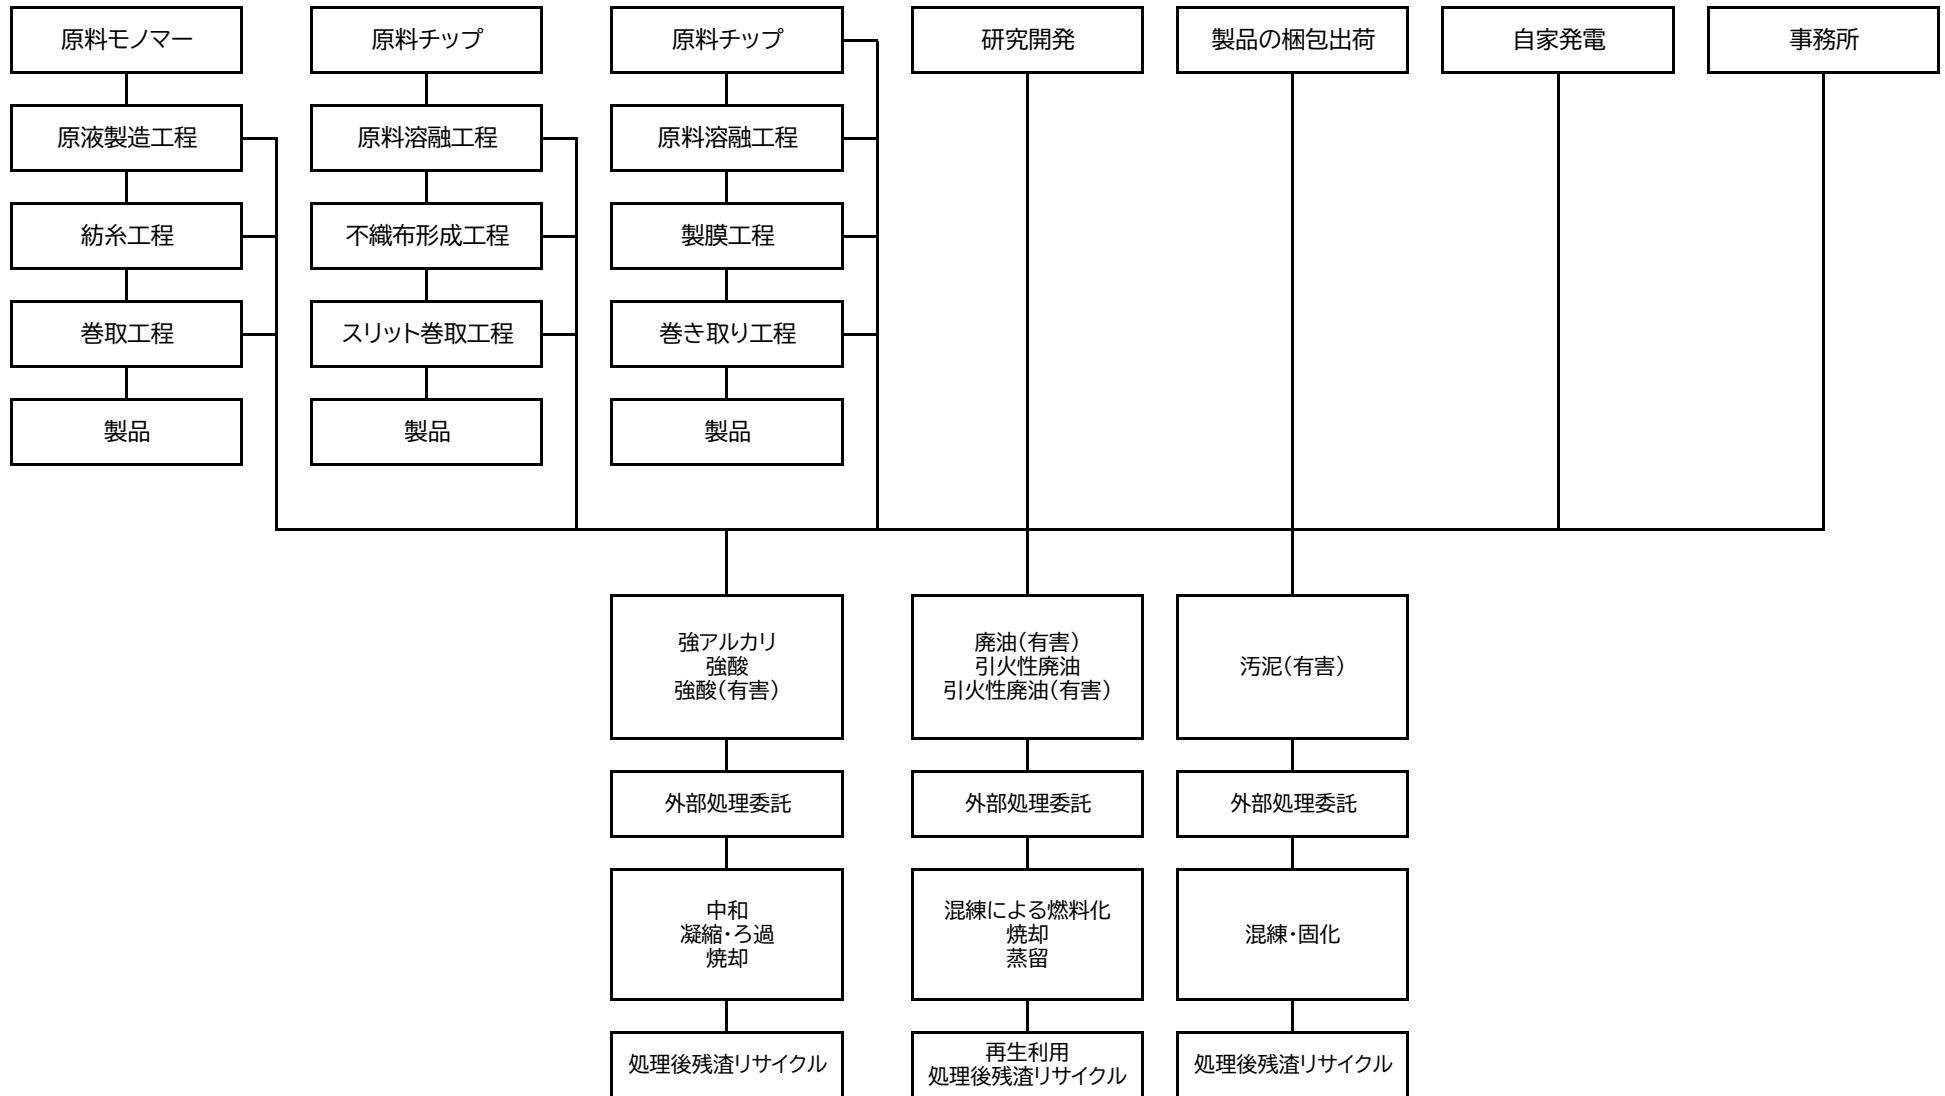 原料モノマー
原料チップ
原料チップ
研究開発
製品の梱包出荷
自家発電
事務所
原液製造工程
原料溶融工程
原料溶融工程
紡糸工程
不織布形成工程
製膜工程
巻取工程
スリット巻取工程
巻き取り工程
製品
製品
製品
強アルカリ
強酸
強酸(有害)
廃油(有害)
引火性廃油
引火性廃油(有害)
汚泥(有害)
外部処理委託
外部処理委託
外部処理委託
中和
凝縮・ろ過
焼却
混練による燃料化
焼却
蒸留
混練・固化
処理後残渣リサイクル
再生利用
処理後残渣リサイクル
処理後残渣リサイクル